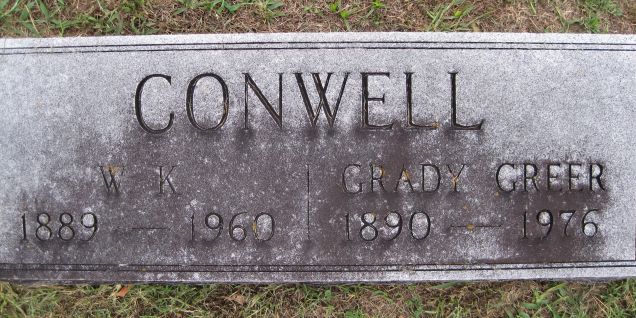 CONWELL
W K GRADY GREER
1889 — 1960 1890 — 1976